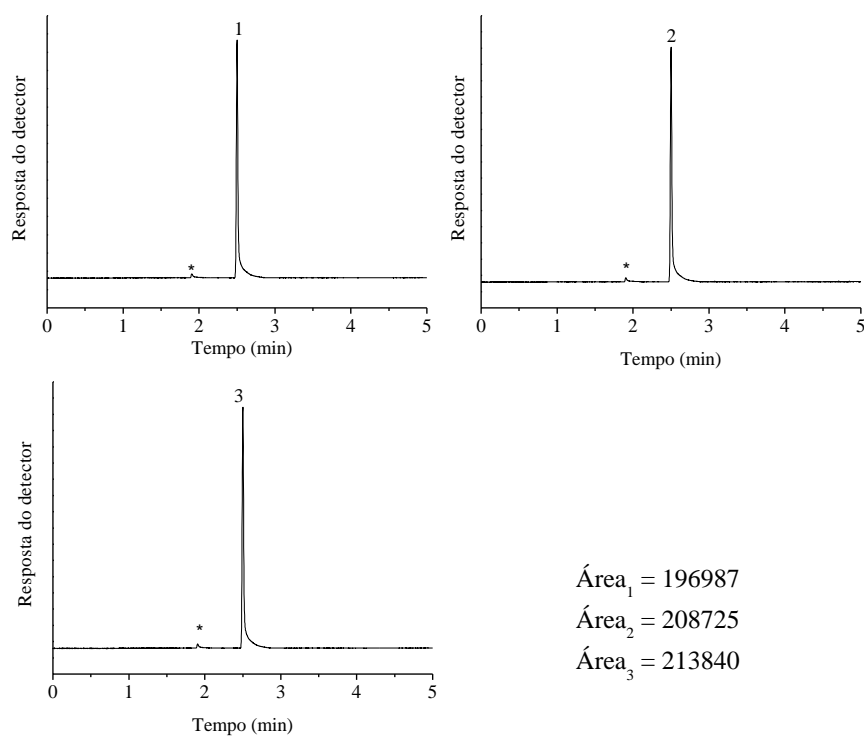 1
Resposta do detector
*
0 1 2 3 4 5
Tempo (min)
2
Resposta do detector
*
0 1 2 3 4 5
Tempo (min)
3
Resposta do detector
*
0 1 2 3 4 5
Tempo (min)
Área₁ = 196987
Área₂ = 208725
Área₃ = 213840